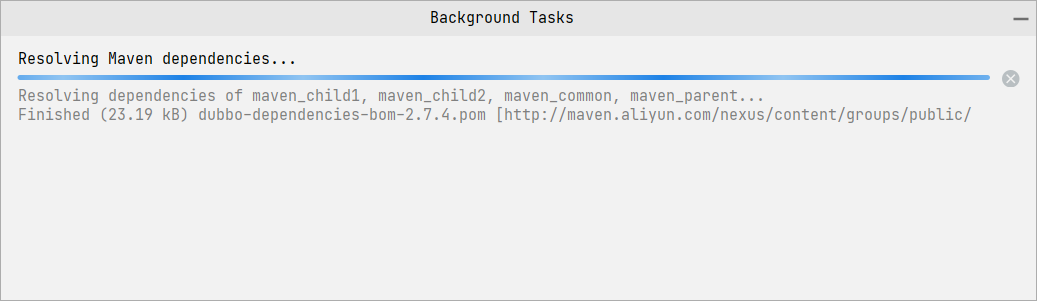 Background Tasks
Resolving Maven dependencies...
Resolving dependencies of maven_child1, maven_child2, maven_common, maven_parent...
Finished (23.19 kB) dubbo-dependencies-bom-2.7.4.pom [http://maven.aliyun.com/nexus/content/groups/public/